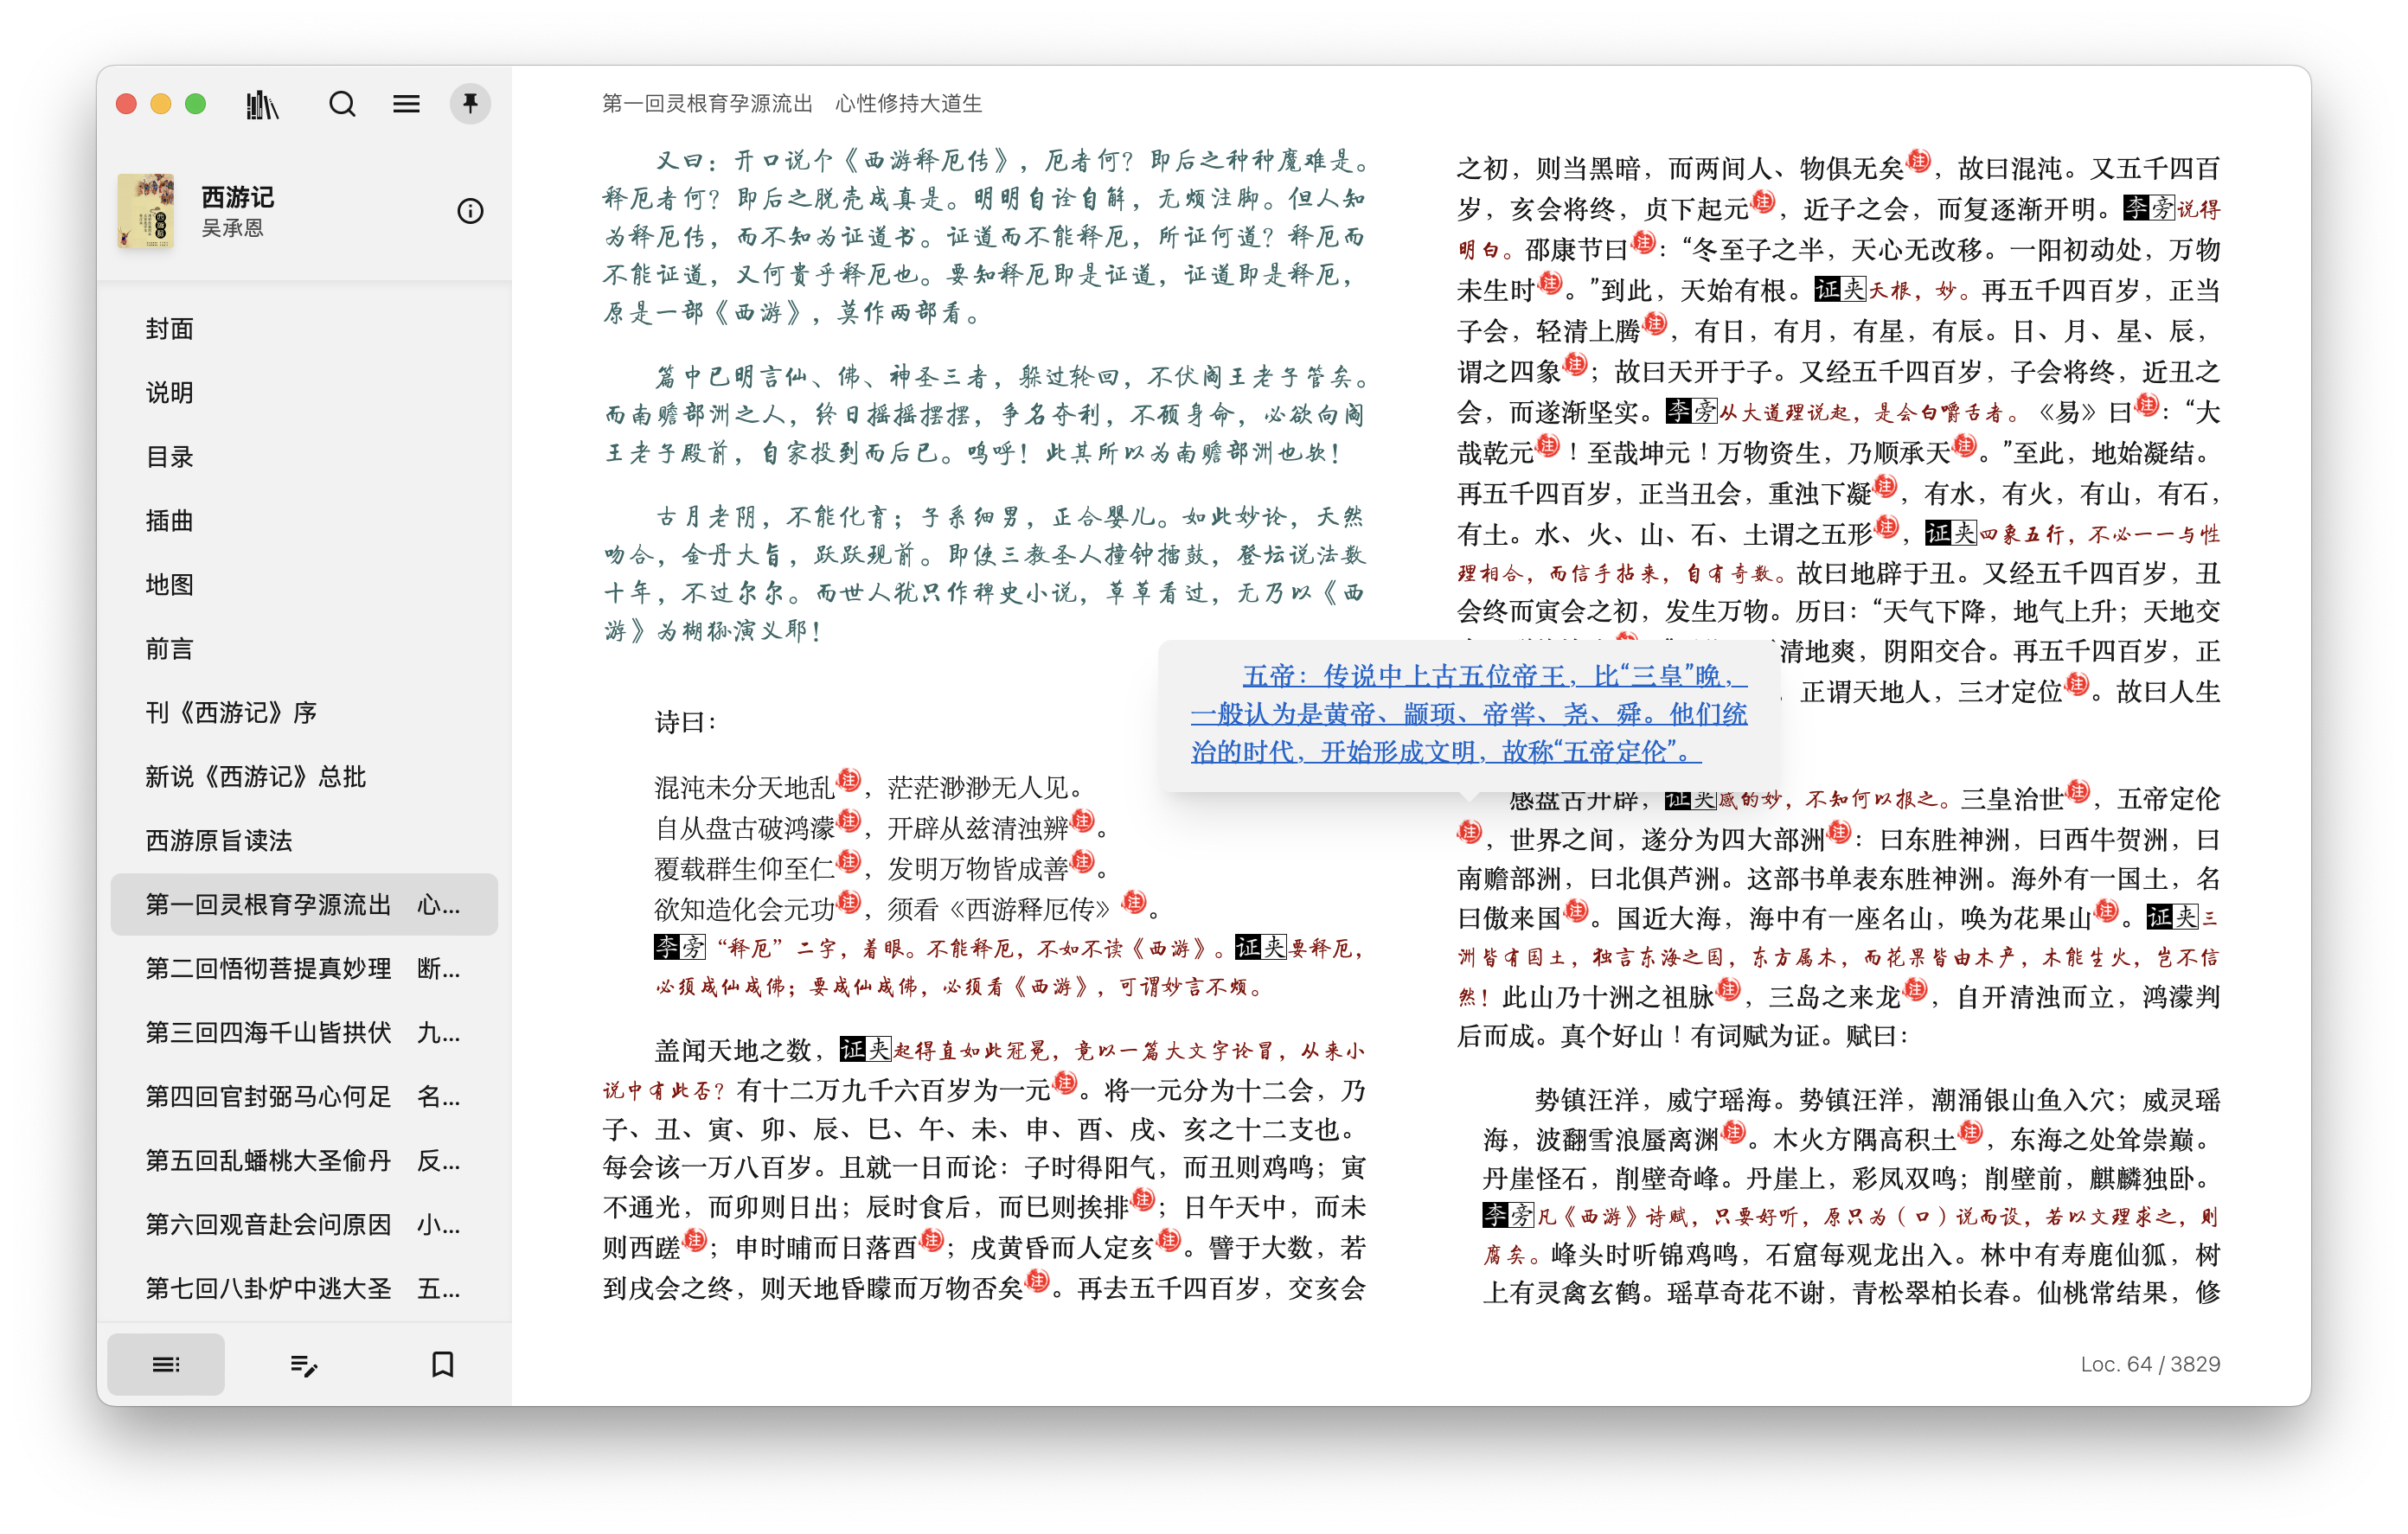 西游记
吴承恩
封面
说明
目录
插曲
地图
前言
刊《西游记》序
新说《西游记》总批
西游原旨读法
第一回灵根育孕源流出　心...
第二回悟彻菩提真妙理　断...
第三回四海千山皆拱伏　九...
第四回官封弼马心何足　名...
第五回乱蟠桃大圣偷丹　反...
第六回观音赴会问原因　小...
第七回八卦炉中逃大圣　五...
第一回灵根育孕源流出　心性修持大道生
又曰：开口说个《西游释厄传》，厄者何？即后之种种魔难是。
释厄者何？即后之脱壳成真是。明明自诠自解，无烦注脚。但人知
为释厄传，而不知为证道书。证道而不能释厄，所证何道？释厄而
不能证道，又何贵乎释厄也。要知释厄即是证道，证道即是释厄，
原是一部《西游》，莫作两部看。
篇中已明言仙、佛、神圣三者，躲过轮回，不伏阎王老子管矣。
而南赡部洲之人，终日摇摇摆摆，争名夺利，不顾身命，必欲向阎
王老子殿前，自家投到而后已。呜呼！此其所以为南赡部洲也欤！
古月老阴，不能化育；子系细男，正合婴儿。如此妙论，天然
吻合，金丹大旨，跃跃现前。即使三教圣人撞钟擂鼓，登坛说法数
十年，不过尔尔。而世人犹只作稗史小说，草草看过，无乃以《西
游》为猢狲演义耶！
诗曰：
混沌未分天地乱注，茫茫渺渺无人见。
自从盘古破鸿濛注，开辟从兹清浊辨注。
覆载群生仰至仁注，发明万物皆成善注。
欲知造化会元功注，须看《西游释厄传》注。
李旁“释厄”二字，着眼。不能释厄，不如不读《西游》。证夹要释厄，
必须成仙成佛；要成仙成佛，必须看《西游》，可谓妙言不烦。
盖闻天地之数，证夹起得直如此冠冕，竟以一篇大文字论冒，从来小
说中有此否？有十二万九千六百岁为一元注。将一元分为十二会，乃
子、丑、寅、卯、辰、巳、午、未、申、酉、戌、亥之十二支也。
每会该一万八百岁。且就一日而论：子时得阳气，而丑则鸡鸣；寅
不通光，而卯则日出；辰时食后，而巳则挨排注；日午天中，而未
则西蹉注；申时晡而日落酉注；戌黄昏而人定亥注。譬于大数，若
到戌会之终，则天地昏曚而万物否矣注。再去五千四百岁，交亥会
之初，则当黑暗，而两间人、物俱无矣注，故曰混沌。又五千四百
岁，亥会将终，贞下起元注，近子之会，而复逐渐开明。李旁说得
明白。邵康节曰注：“冬至子之半，天心无改移。一阳初动处，万物
未生时注。”到此，天始有根。证夹天根，妙。再五千四百岁，正当
子会，轻清上腾注，有日，有月，有星，有辰。日、月、星、辰，
谓之四象注；故曰天开于子。又经五千四百岁，子会将终，近丑之
会，而遂渐坚实。李旁从大道理说起，是会白嚼舌者。《易》曰注：“大
哉乾元注！至哉坤元！万物资生，乃顺承天注。”至此，地始凝结。
再五千四百岁，正当丑会，重浊下凝注，有水，有火，有山，有石，
有土。水、火、山、石、土谓之五形注，证夹四象五行，不必一一与性
理相合，而信手拈来，自有奇数。故曰地辟于丑。又经五千四百岁，丑
会终而寅会之初，发生万物。历曰：“天气下降，地气上升；天地交
清地爽，阴阳交合。再五千四百岁，正
正谓天地人，三才定位注。故曰人生
五帝：传说中上古五位帝王，比“三皇”晚，
一般认为是黄帝、颛顼、帝喾、尧、舜。他们统
治的时代，开始形成文明，故称“五帝定伦”。
感盘古开辟，证夹感的妙，不知何以报之。三皇治世注，五帝定伦
注，世界之间，遂分为四大部洲注：曰东胜神洲，曰西牛贺洲，曰
南赡部洲，曰北俱芦洲。这部书单表东胜神洲。海外有一国土，名
曰傲来国注。国近大海，海中有一座名山，唤为花果山注。证夹三
洲皆有国土，独言东海之国，东方属木，而花果皆由木产，木能生火，岂不信
然！此山乃十洲之祖脉注，三岛之来龙注，自开清浊而立，鸿濛判
后而成。真个好山！有词赋为证。赋曰：
势镇汪洋，威宁瑶海。势镇汪洋，潮涌银山鱼入穴；威灵瑶
海，波翻雪浪蜃离渊注。木火方隅高积土注，东海之处耸崇巅。
丹崖怪石，削壁奇峰。丹崖上，彩凤双鸣；削壁前，麒麟独卧。
李旁凡《西游》诗赋，只要好听，原只为（口）说而设，若以文理求之，则
腐矣。峰头时听锦鸡鸣，石窟每观龙出入。林中有寿鹿仙狐，树
上有灵禽玄鹤。瑶草奇花不谢，青松翠柏长春。仙桃常结果，修
Loc. 64 / 3829